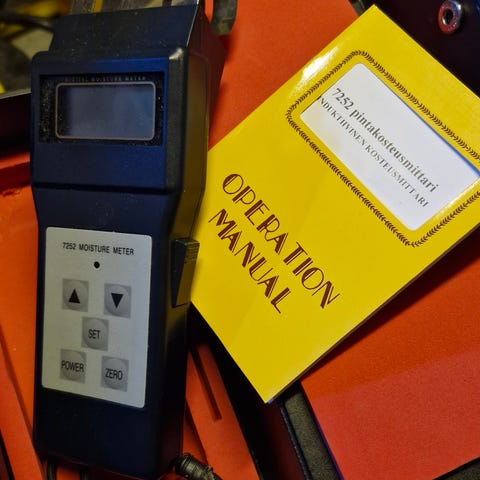 DIGITAL MOISTURE METER
7252 MOISTURE METER
▲ ▼
SET
POWER ZERO
7252 pintakosteusmittari
INDUKTIIVINEN KOSTEUSMITTARI
OPERATION
MANUAL